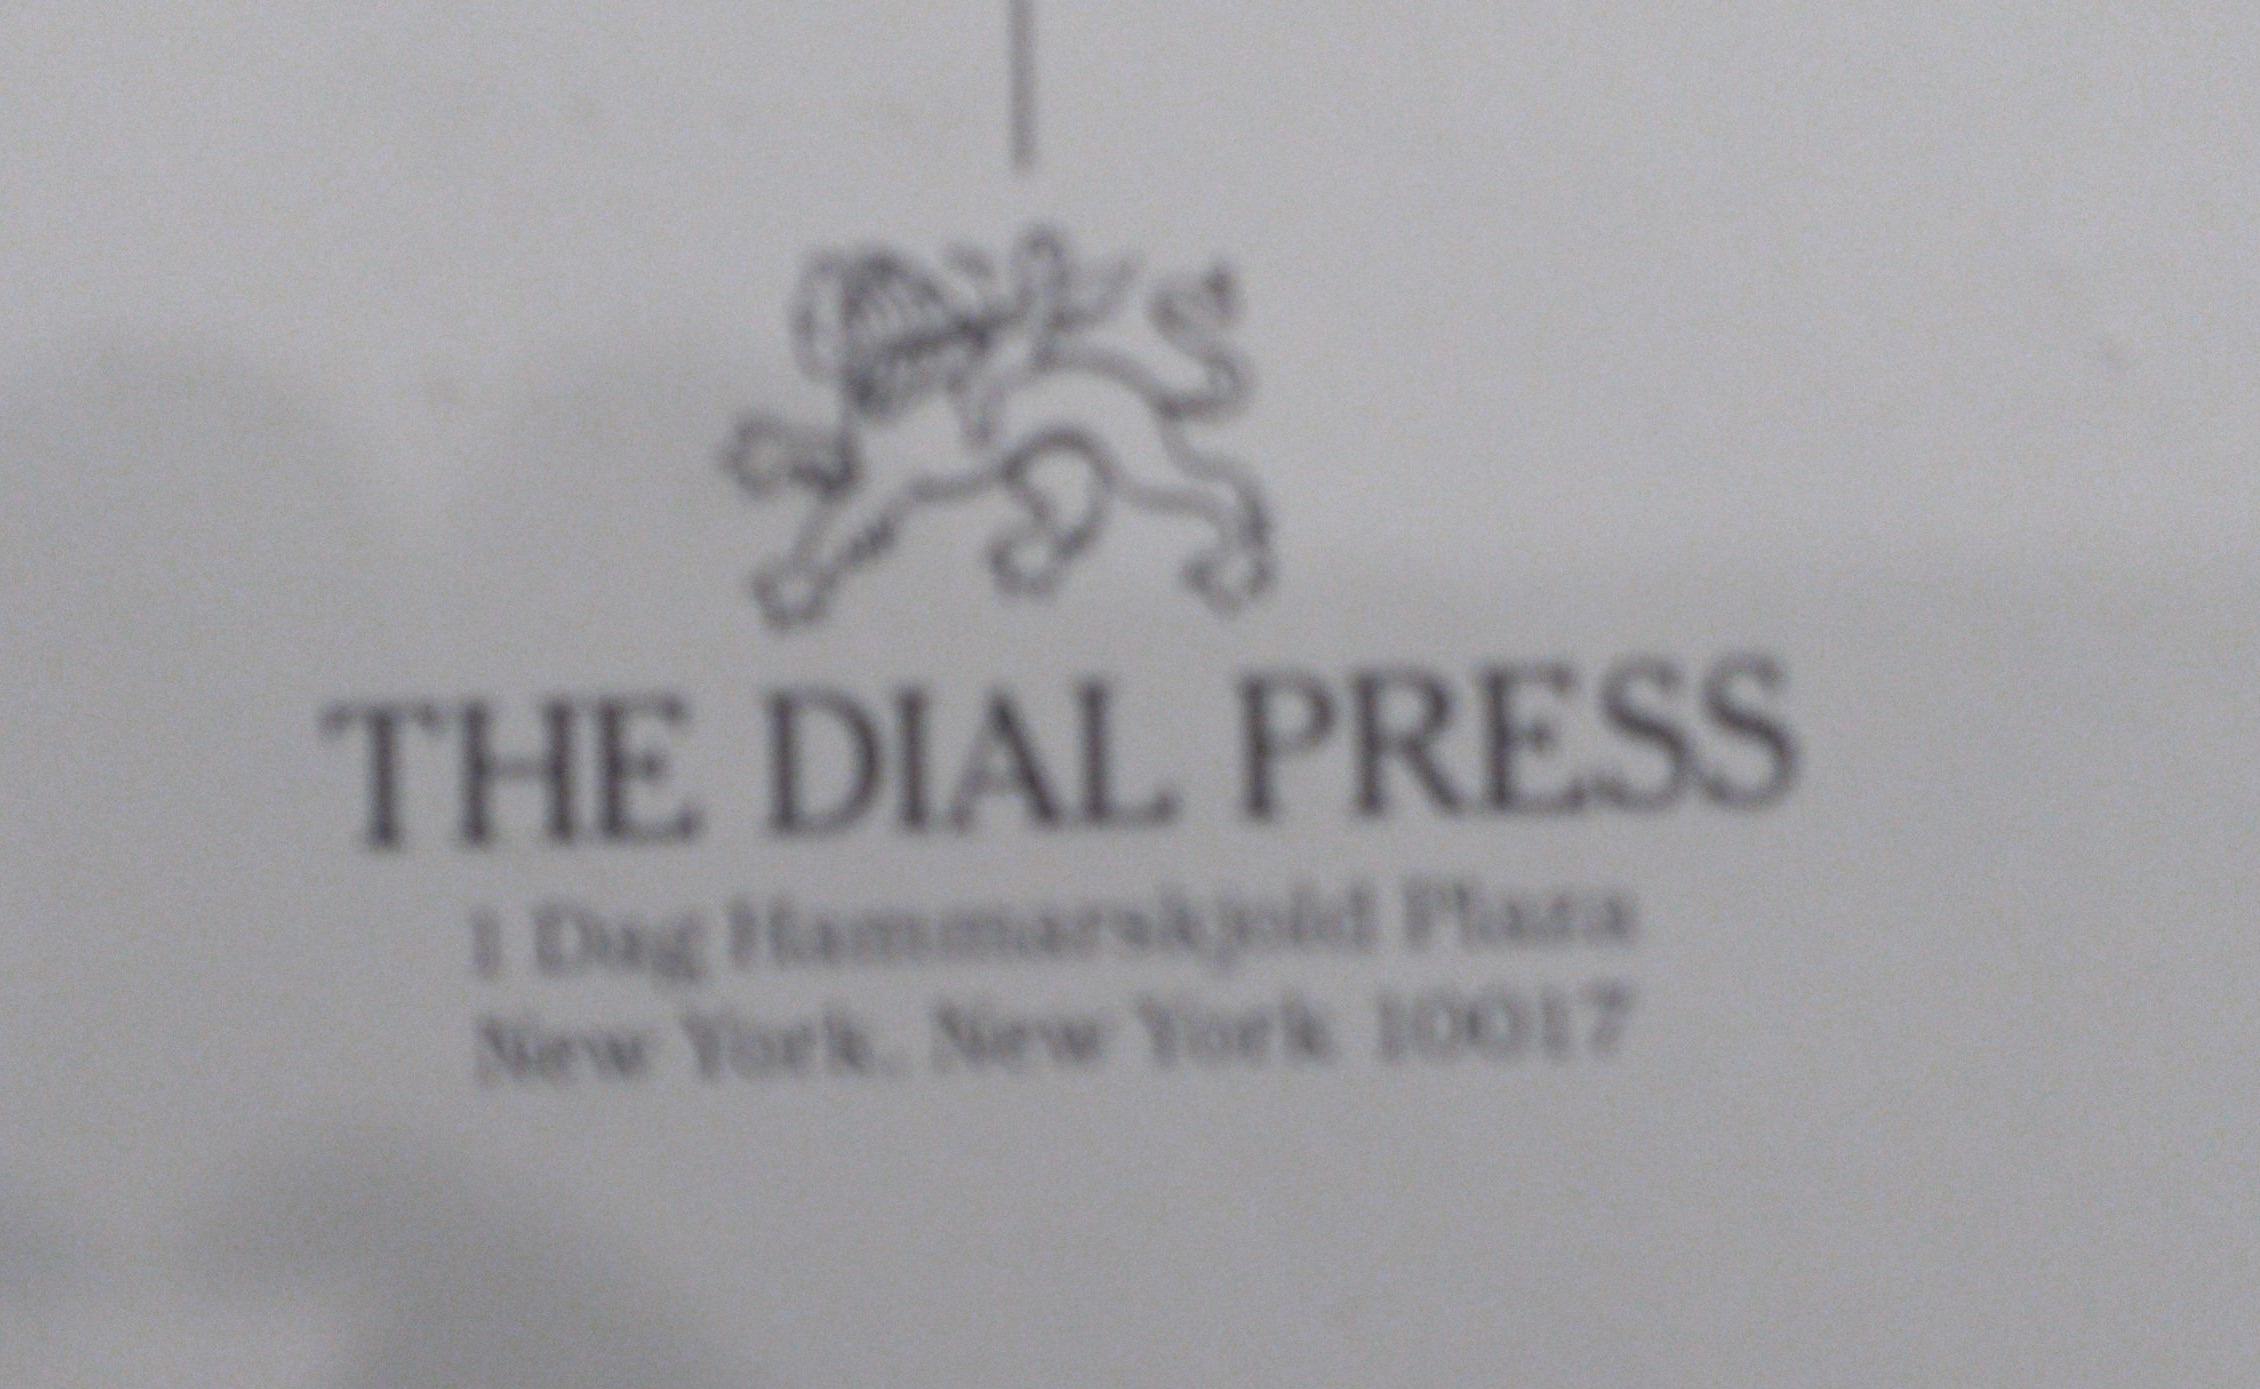 THE DIAL PRESS
1 Dag Hammarskjold Plaza
New York, New York 10017